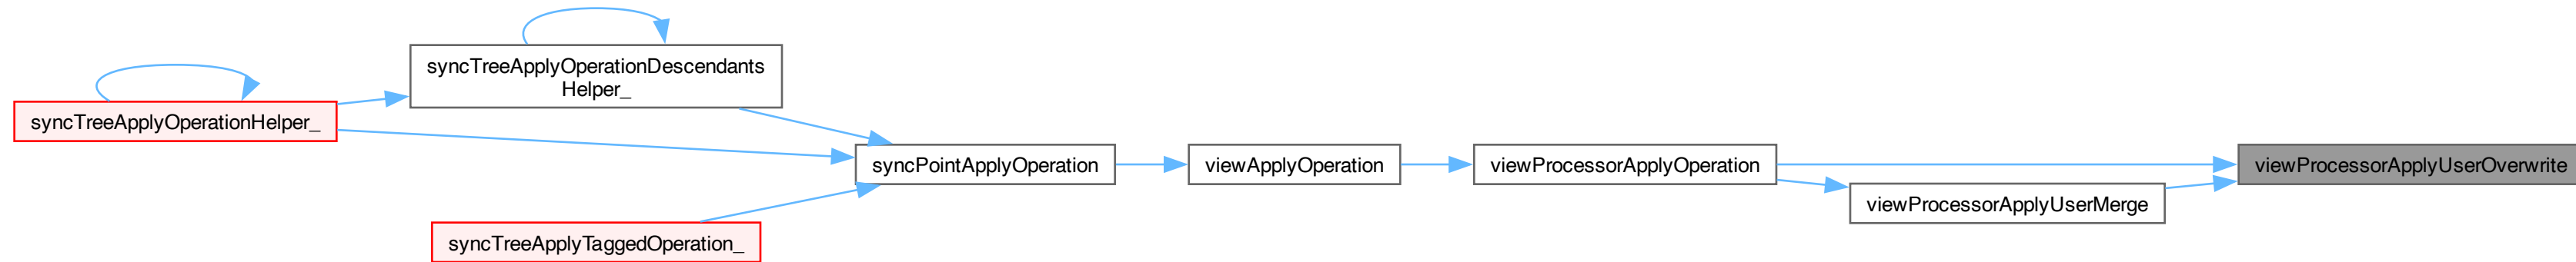 syncTreeApplyOperationDescendants
Helper_
syncTreeApplyOperationHelper_
syncPointApplyOperation
viewApplyOperation
viewProcessorApplyOperation
viewProcessorApplyUserOverwrite
viewProcessorApplyUserMerge
syncTreeApplyTaggedOperation_